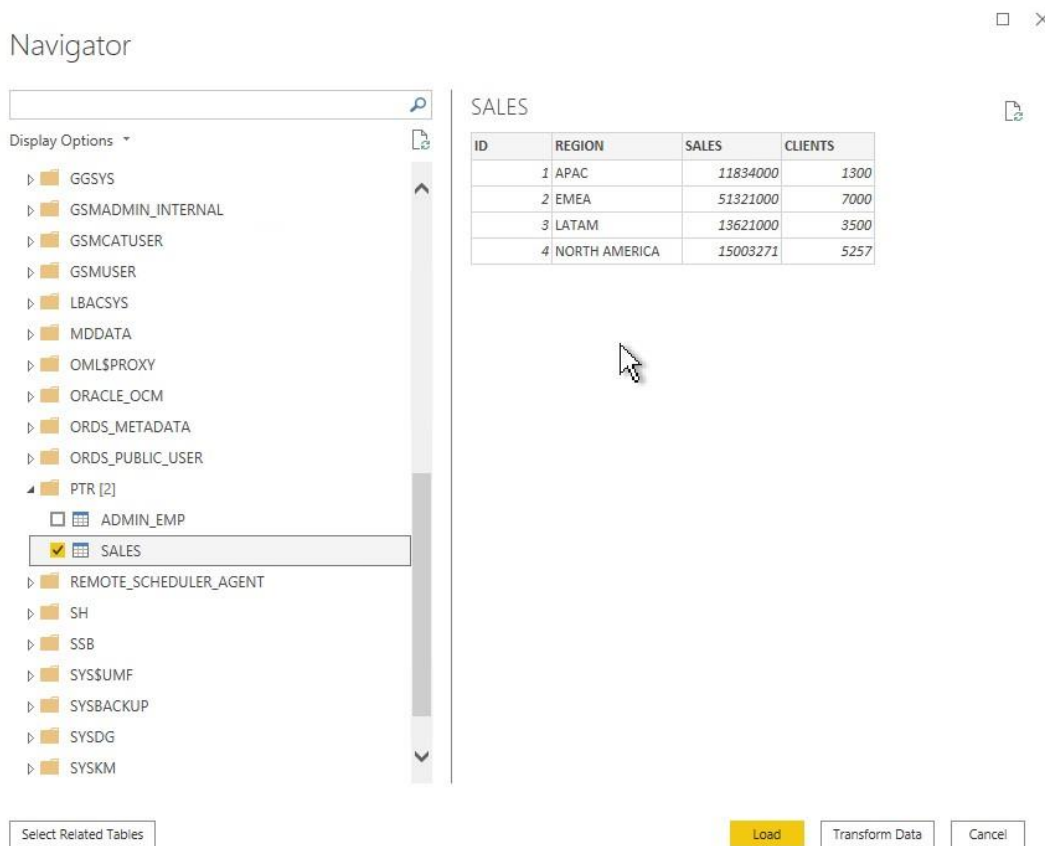 Navigator
Display Options
GGSYS
GSMADMIN_INTERNAL
GSMCATUSER
GSMUSER
LBACSYS
MDDATA
OML$PROXY
ORACLE_OCM
ORDS_METADATA
ORDS_PUBLIC_USER
PTR [2]
ADMIN_EMP
SALES
REMOTE_SCHEDULER_AGENT
SH
SSB
SYS$UMF
SYSBACKUP
SYSDG
SYSKM
SALES
ID REGION SALES CLIENTS
1 APAC 11834000 1300
2 EMEA 51321000 7000
3 LATAM 13621000 3500
4 NORTH AMERICA 15003271 5257
Select Related Tables Load Transform Data Cancel